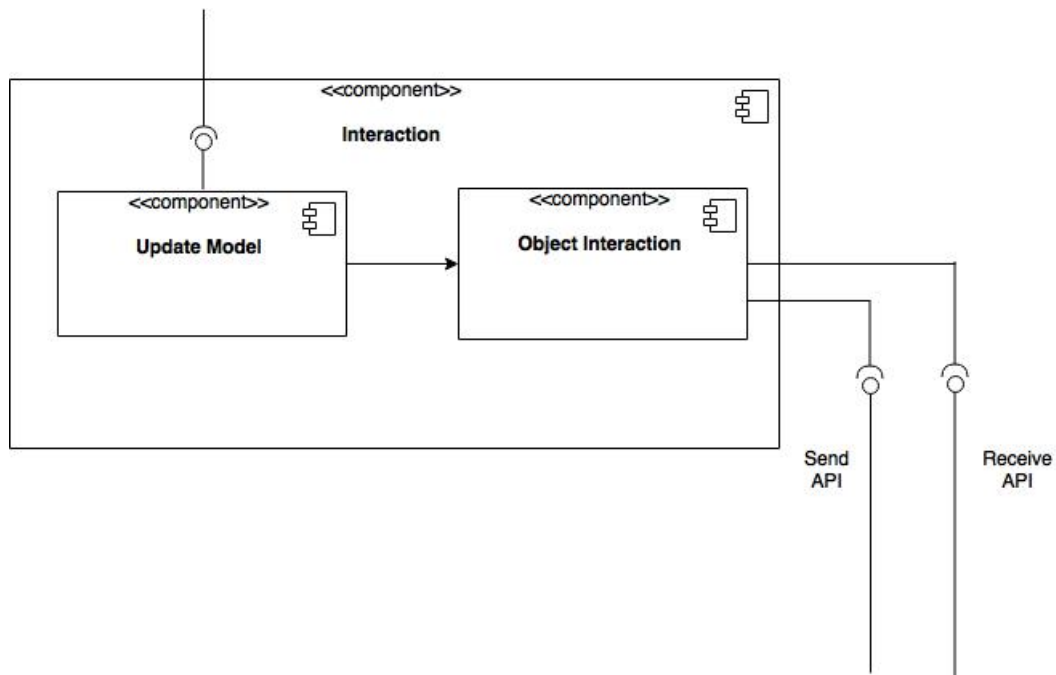 <<component>>
Interaction
<<component>>
Update Model
<<component>>
Object Interaction
Send
API
Receive
API